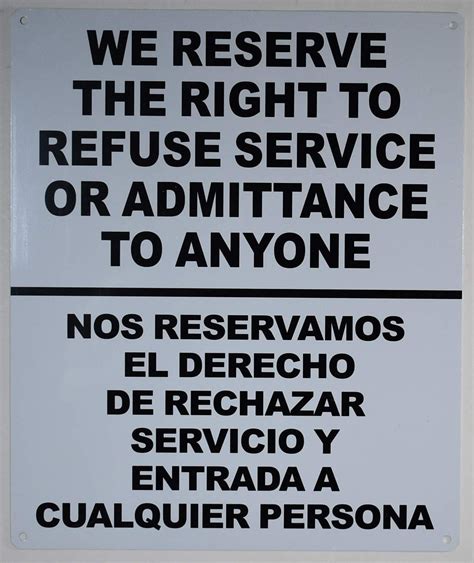 WE RESERVE
THE RIGHT TO
REFUSE SERVICE
OR ADMITTANCE
TO ANYONE
NOS RESERVAMOS
EL DERECHO
DE RECHAZAR
SERVICIO Y
ENTRADA A
CUALQUIER PERSONA